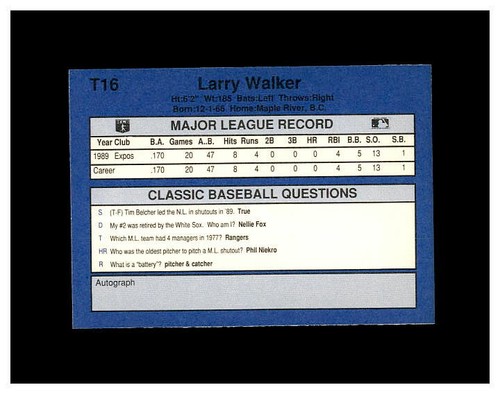 T16 Larry Walker
Ht:6'2" Wt:185 Bats:Left Throws:Right
Born:12-1-66 Home:Maple River, B.C.
MAJOR LEAGUE RECORD
Year Club B.A. Games A..B. Hits Runs 2B 3B HR RBI B.B. S.O. S.B.
1989 Expos .170 20 47 8 4 0 0 0 4 5 13 1
Career .170 20 47 8 4 0 0 0 4 5 13 1
CLASSIC BASEBALL QUESTIONS
S (T-F) Tim Belcher led the N.L. in shutouts in '89. True
D My #2 was retired by the White Sox. Who am I? Nellie Fox
T Which M.L. team had 4 managers in 1977? Rangers
HR Who was the oldest pitcher to pitch a M.L. shutout? Phil Niekro
R What is a "battery"? pitcher & catcher
Autograph